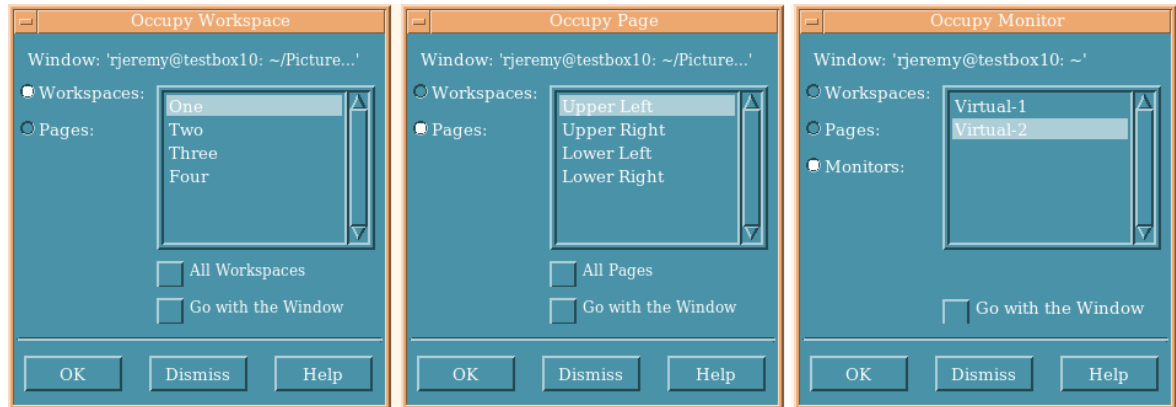 Occupy Workspace
Window: 'rjeremy@testbox10: ~/Picture...'
Workspaces:
Pages:
One
Two
Three
Four
All Workspaces
Go with the Window
OK
Dismiss
Help
Occupy Page
Window: 'rjeremy@testbox10: ~/Picture...'
Workspaces:
Pages:
Upper Left
Upper Right
Lower Left
Lower Right
All Pages
Go with the Window
OK
Dismiss
Help
Occupy Monitor
Window: 'rjeremy@testbox10: ~'
Workspaces:
Pages:
Monitors:
Virtual-1
Virtual-2
Go with the Window
OK
Dismiss
Help